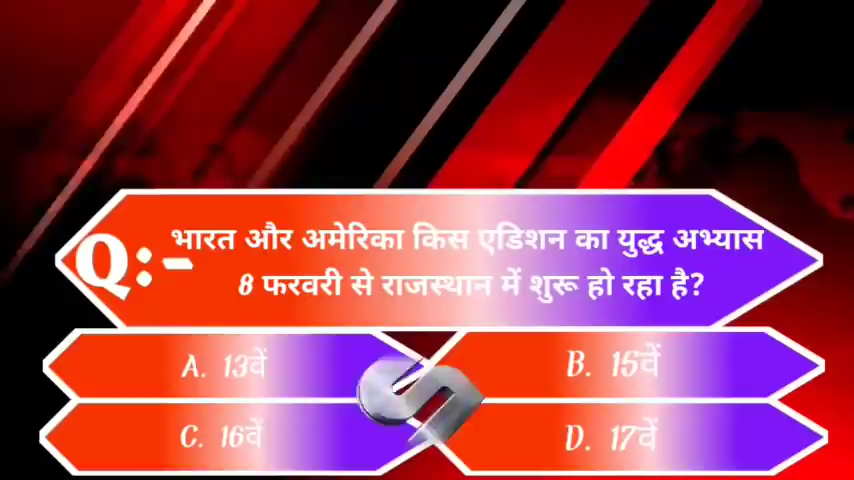 Q:- भारत और अमेरिका किस एडिशन का युद्ध अभ्यास
8 फरवरी से राजस्थान में शुरू हो रहा है?
A. 13वें
B. 15वें
C. 16वें
D. 17वें